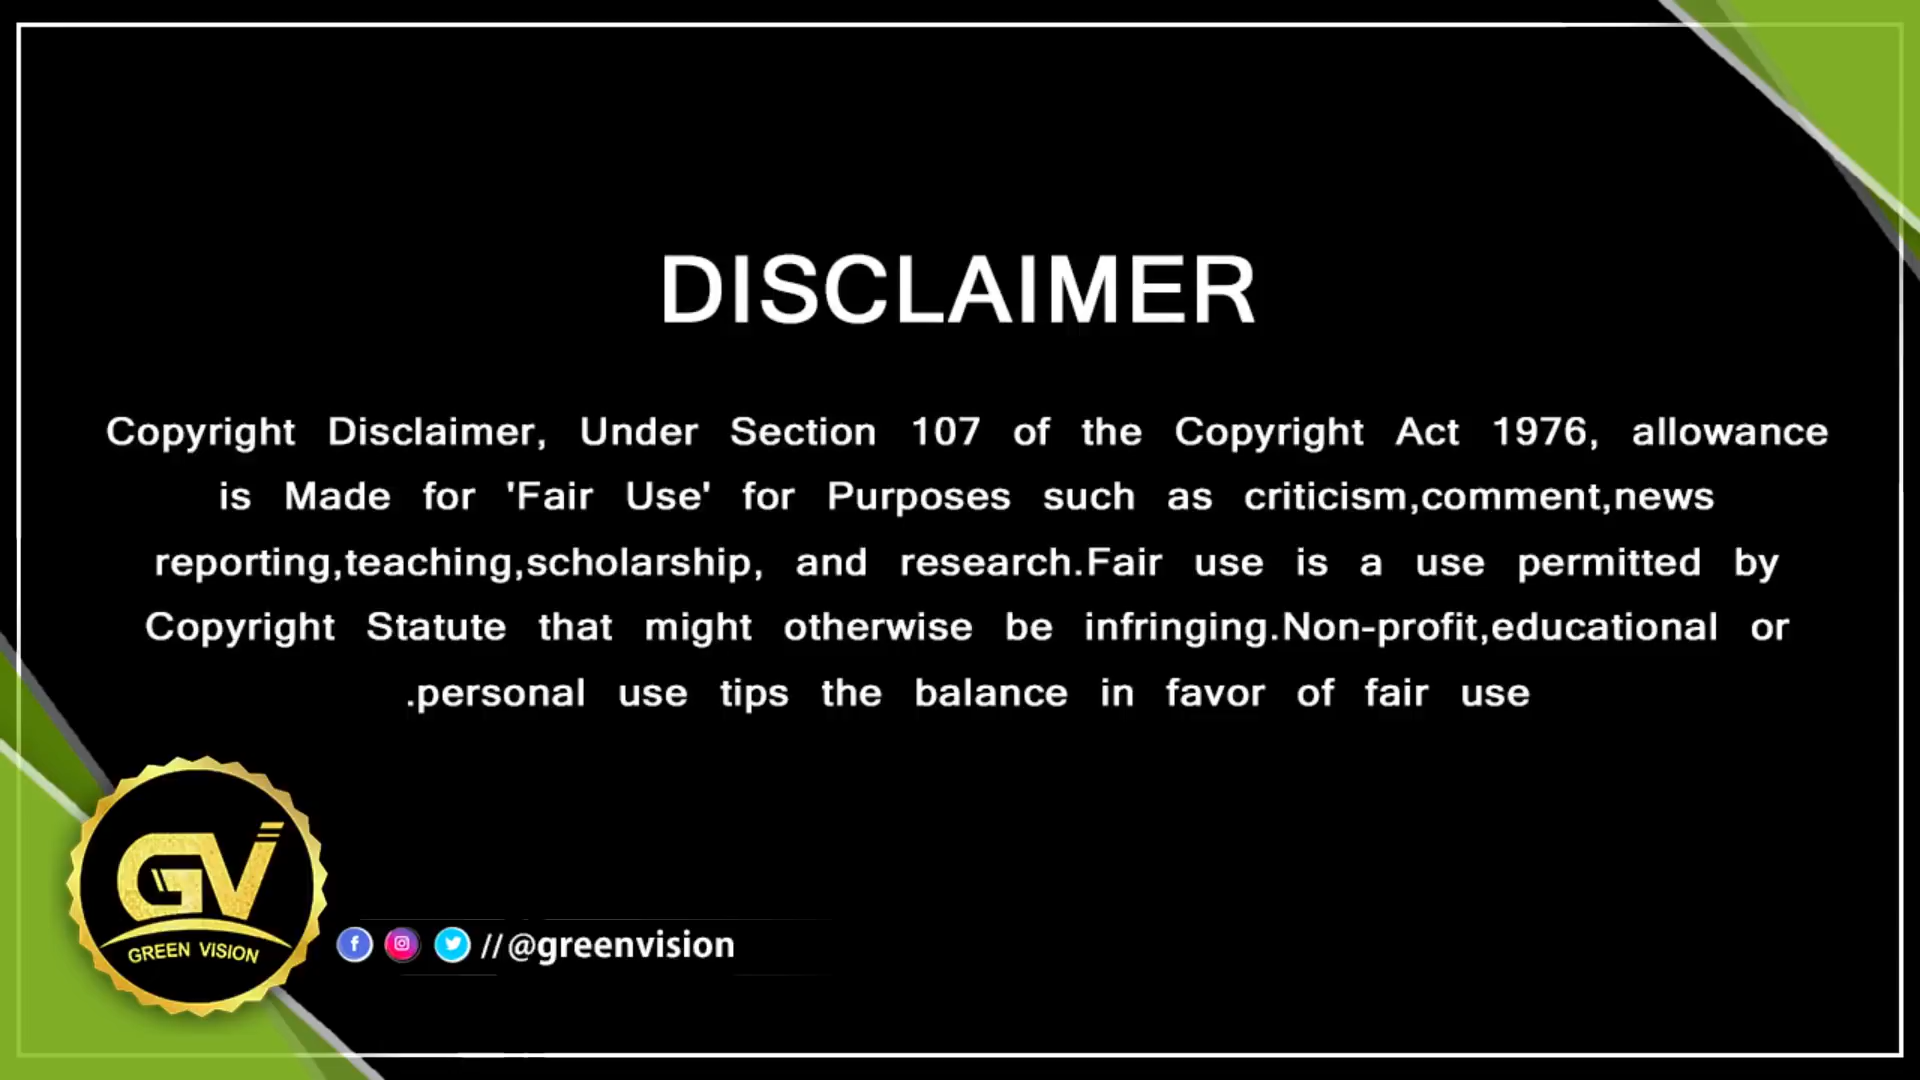 DISCLAIMER
Copyright Disclaimer, Under Section 107 of the Copyright Act 1976, allowance
is Made for 'Fair Use' for Purposes such as criticism,comment,news
reporting,teaching,scholarship, and research.Fair use is a use permitted by
Copyright Statute that might otherwise be infringing.Non-profit,educational or
.personal use tips the balance in favor of fair use
GV
GREEN VISION
//@greenvision